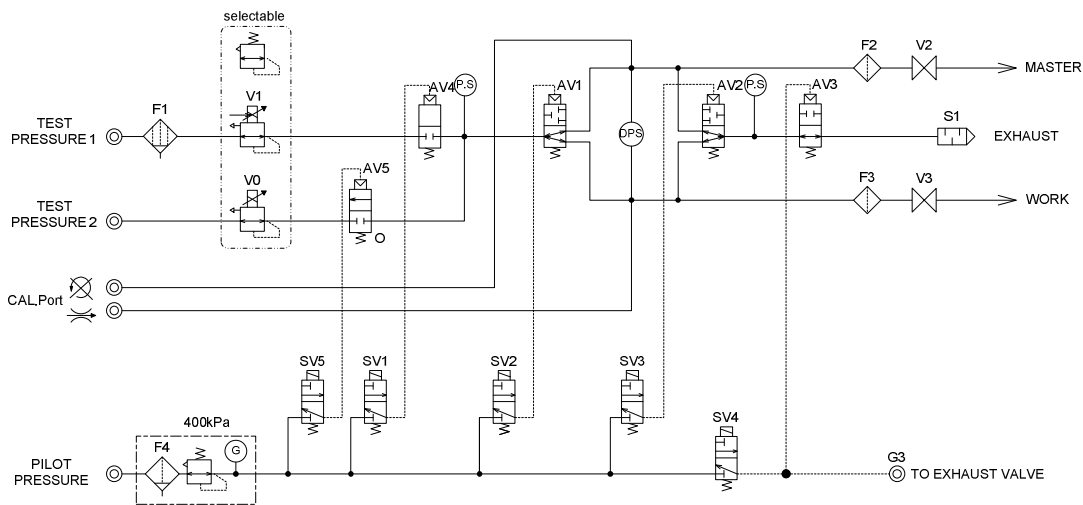 selectable
F2
V2
MASTER
V1
AV4
P.S
AV1
AV2
P.S
AV3
F1
TEST
PRESSURE 1
S1
EXHAUST
DPS
V0
AV5
TEST
PRESSURE 2
O
F3
V3
WORK
CAL.Port
SV5
SV1
SV2
SV3
SV4
400kPa
F4
G
PILOT
PRESSURE
G3
TO EXHAUST VALVE